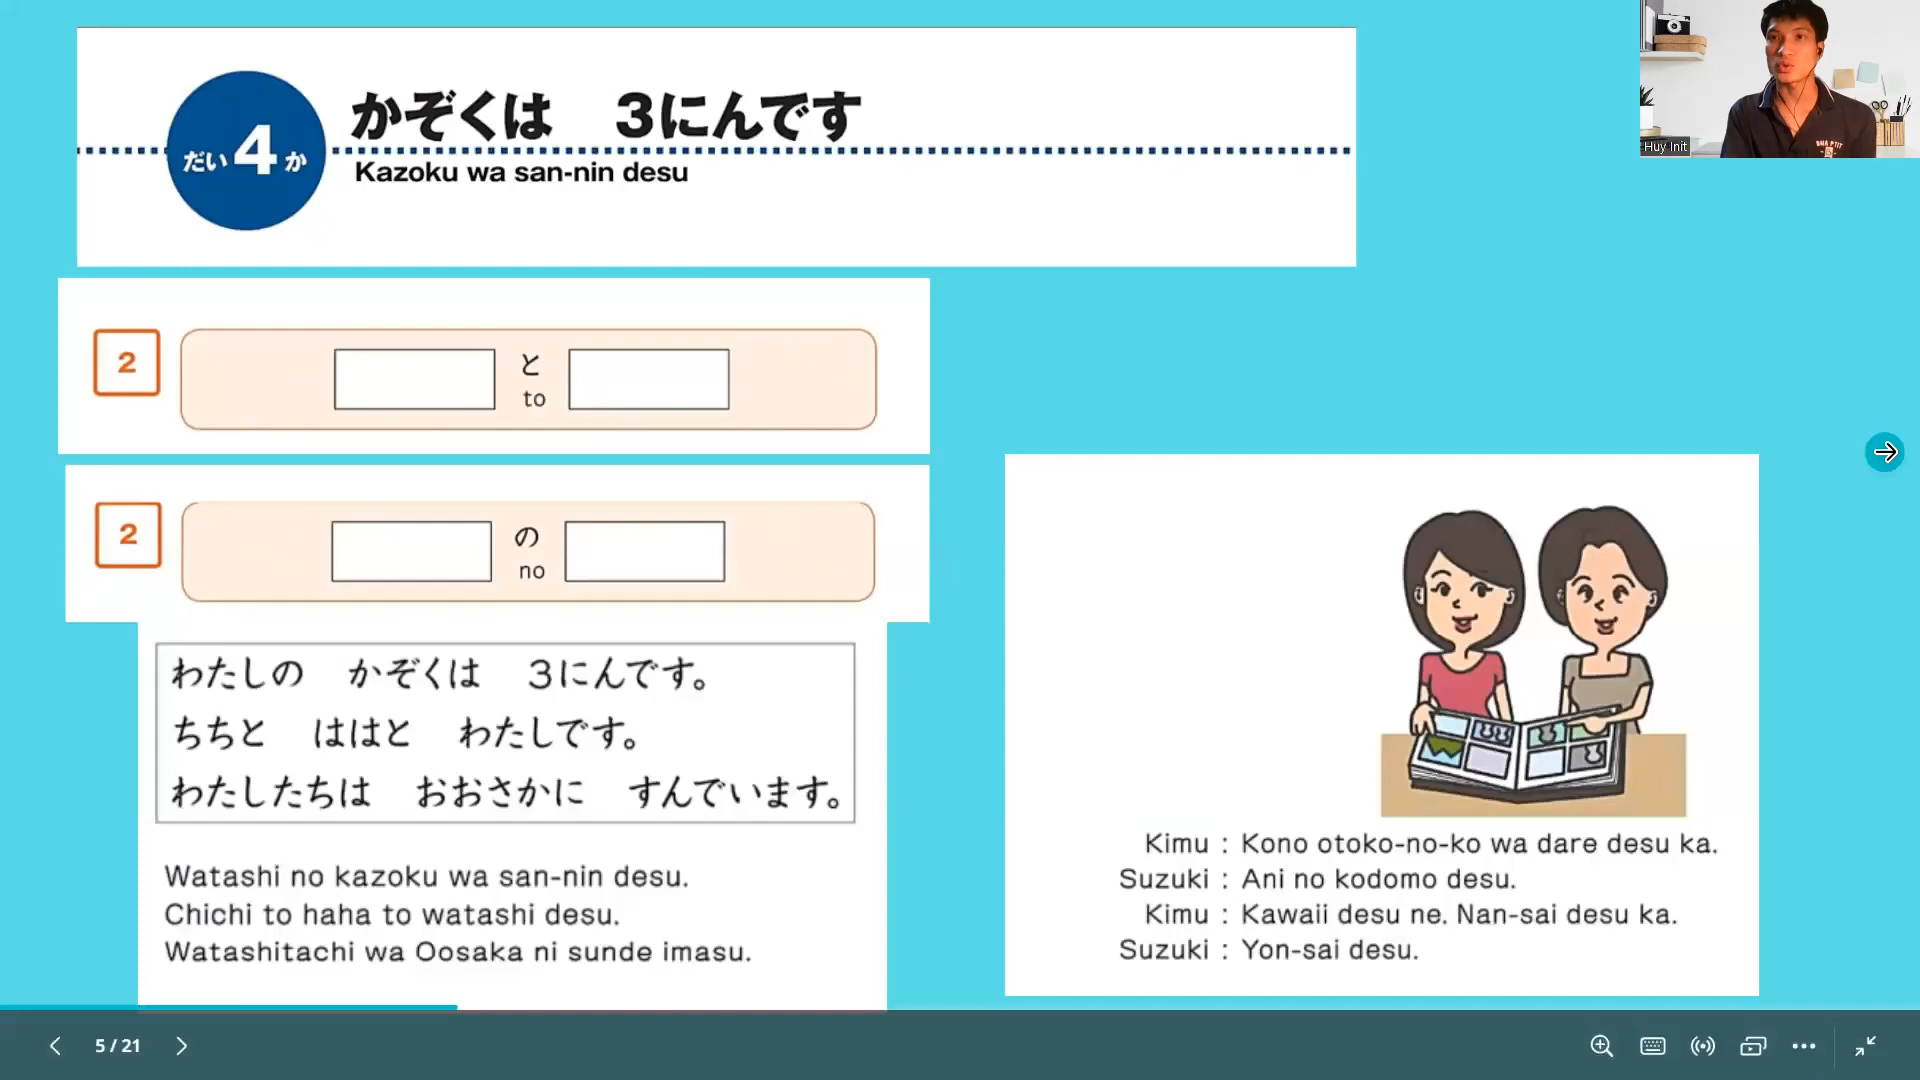 Huy Init
だい4か
かぞくは 3にんです
Kazoku wa san-nin desu
2
と
to
2
の
no
わたしの かぞくは 3にんです。
ちちと ははと わたしです。
わたしたちは おおさかに すんでいます。
Watashi no kazoku wa san-nin desu.
Chichi to haha to watashi desu.
Watashitachi wa Oosaka ni sunde imasu.
Kimu : Kono otoko-no-ko wa dare desu ka.
Suzuki : Ani no kodomo desu.
Kimu : Kawaii desu ne. Nan-sai desu ka.
Suzuki : Yon-sai desu.
5 / 21